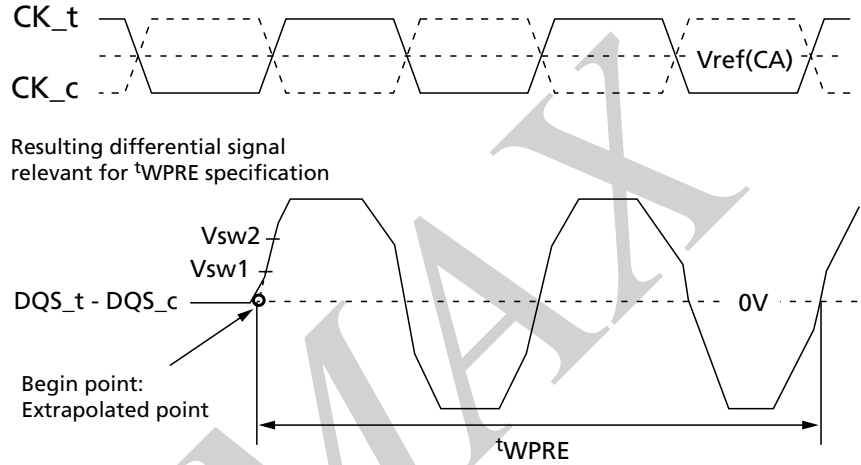 CK_t
Vref(CA)
CK_c
Resulting differential signal
relevant for tWPRE specification
Vsw2
Vsw1
DQS_t - DQS_c
0V
Begin point:
Extrapolated point
tWPRE
MAX